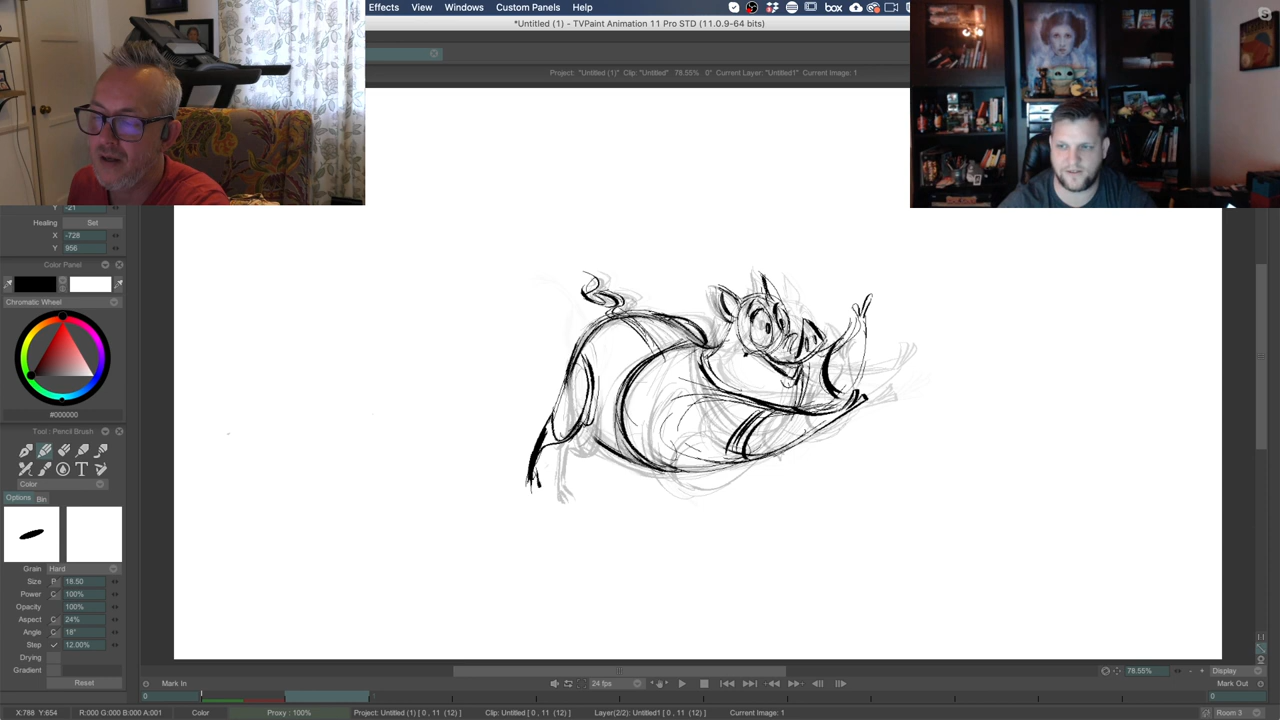 Effects View Windows Custom Panels Help
box
*Untitled (1) - TVPaint Animation 11 Pro STD (11.0.9-64 bits)
Project: "Untitled (1)" Clip: "Untitled" 78.55% 0° Current Layer: "Untitled1" Current Image: 1
Y -21
Healing Set
X -728
Y 956
Color Panel
Chromatic Wheel
#000000
Tool : Pencil Brush
Color
Options Bin
Grain Hard
Size P 18.50
Power C 100%
Opacity 100%
Aspect C 24%
Angle C 18°
Step 12.00%
Drying
Gradient
Reset
78.55% - + Display
Mark In 24 fps Mark Out
0 0
X:788 Y:654 R:000 G:000 B:000 A:001 Color Proxy : 100% Project: Untitled (1) [ 0 , 11 (12) ] Clip: Untitled [ 0 , 11 (12) ] Layer(2/2): Untitled1 [ 0 , 11 (12) ] Current Image: 1 Room 3